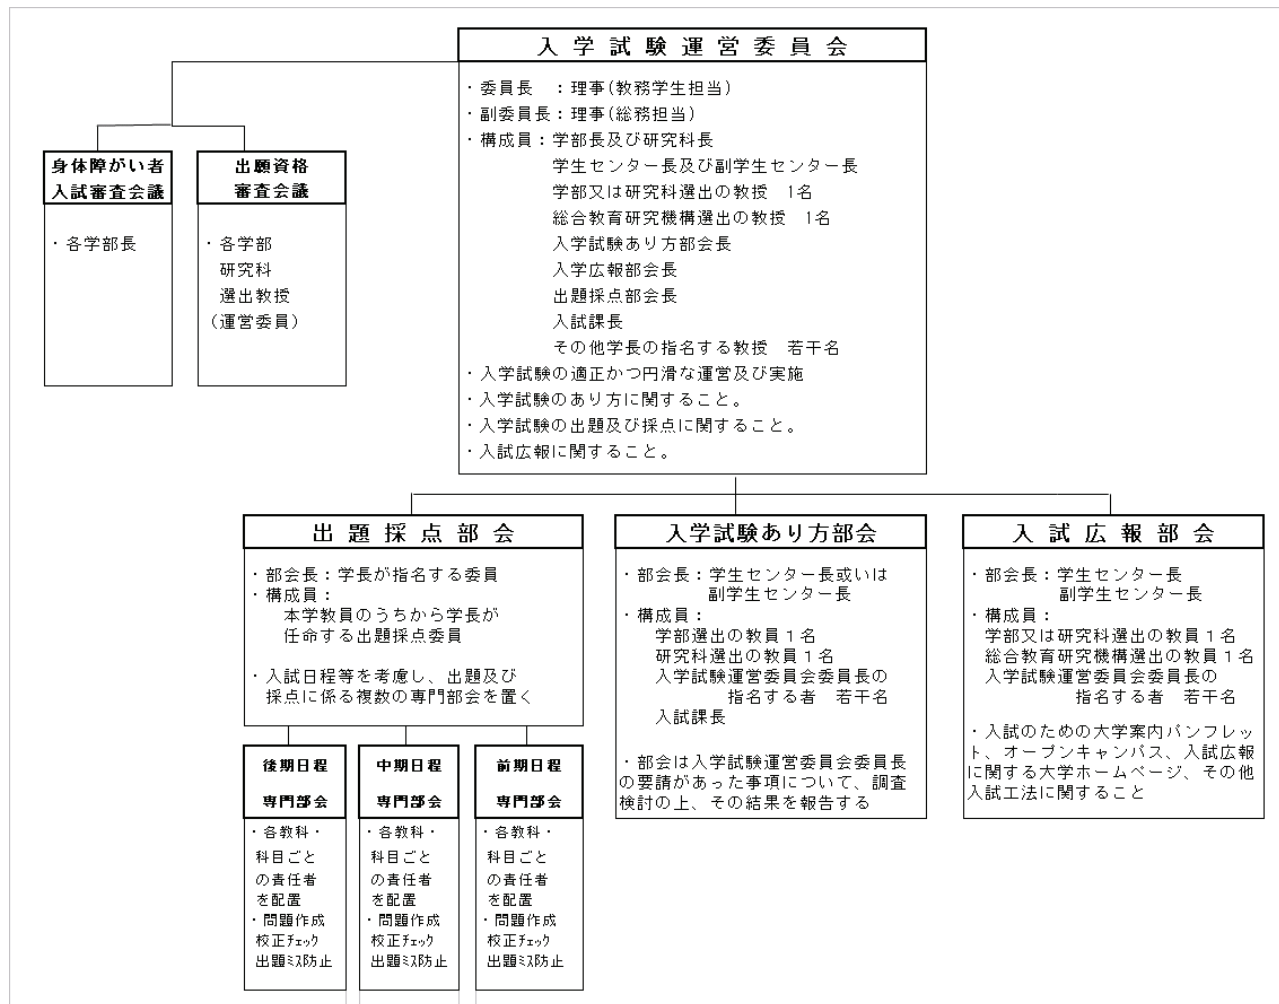 入学試験運営委員会
・委員長　：理事(教務学生担当)
・副委員長：理事(総務担当)
・構成員：学部長及び研究科長
学生センター長及び副学生センター長
学部又は研究科選出の教授　1名
総合教育研究機構選出の教授　1名
入学試験あり方部会長
入学広報部会長
出題採点部会長
入試課長
その他学長の指名する教授　若干名
・入学試験の適正かつ円滑な運営及び実施
・入学試験のあり方に関すること。
・入学試験の出題及び採点に関すること。
・入試広報に関すること。
身体障がい者
入試審査会議
・各学部長
出願資格
審査会議
・各学部
研究科
選出教授
(運営委員)
出題採点部会
・部会長：学長が指名する委員
・構成員：
本学教員のうちから学長が
任命する出題採点委員
・入試日程等を考慮し、出題及び
採点に係る複数の専門部会を置く
後期日程
専門部会
・各教科・
科目ごと
の責任者
を配置
・問題作成
校正ﾁｪｯｸ
出題ﾐｽ防止
中期日程
専門部会
・各教科・
科目ごと
の責任者
を配置
・問題作成
校正ﾁｪｯｸ
出題ﾐｽ防止
前期日程
専門部会
・各教科・
科目ごと
の責任者
を配置
・問題作成
校正ﾁｪｯｸ
出題ﾐｽ防止
入学試験あり方部会
・部会長：学生センター長或いは
副学生センター長
・構成員：
学部選出の教員１名
研究科選出の教員１名
入学試験運営委員会委員長の
指名する者　若干名
入試課長
・部会は入学試験運営委員会委員長
の要請があった事項について、調査
検討の上、その結果を報告する
入試広報部会
・部会長：学生センター長
副学生センター長
・構成員：
学部又は研究科選出の教員１名
総合教育研究機構選出の教員１名
入学試験運営委員会委員長の
指名する者　若干名
・入試のための大学案内パンフレッ
ト、オープンキャンパス、入試広報
に関する大学ホームページ、その他
入試工法に関すること